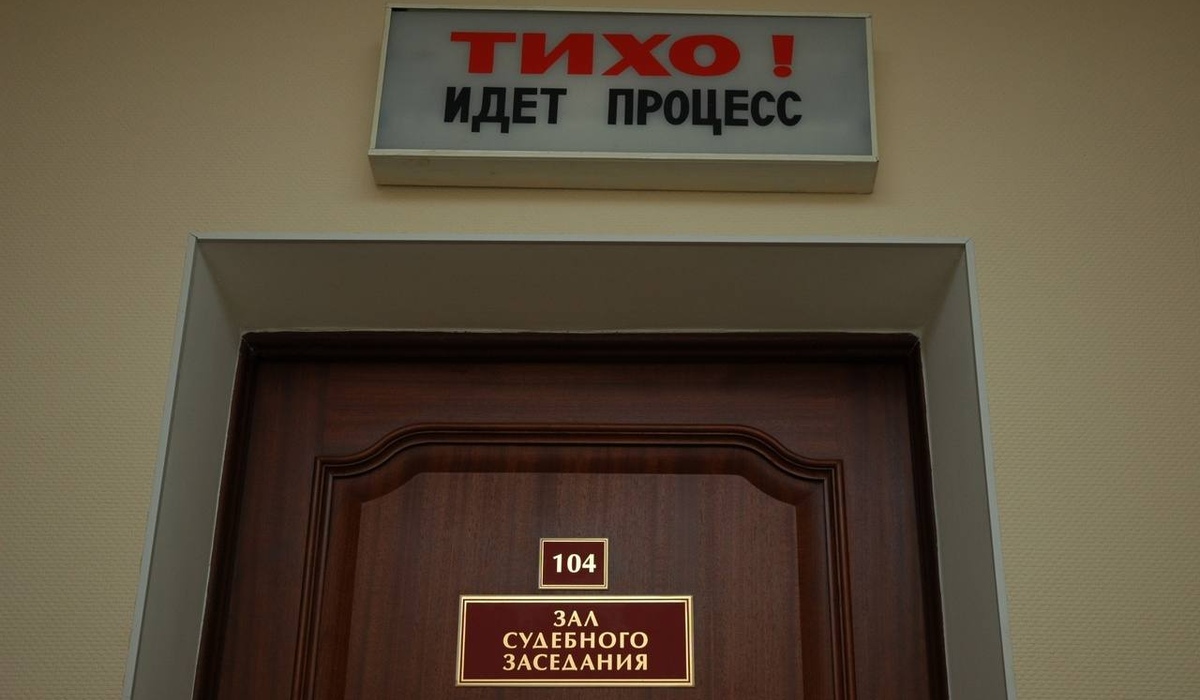 ТИХО !
ИДЕТ ПРОЦЕСС
104
ЗАЛ
СУДЕБНОГО
ЗАСЕДАНИЯ